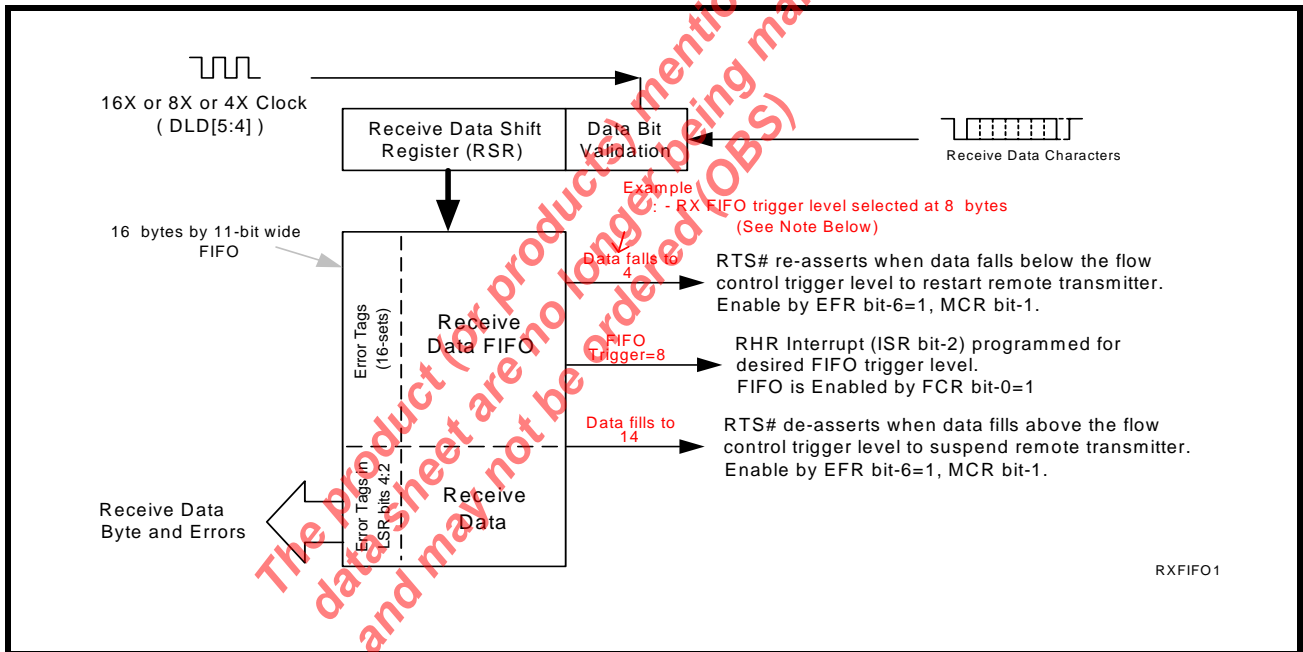 16X or 8X or 4X Clock
( DLD[5:4] )
Receive Data Shift
Register (RSR)
Data Bit
Validation
Receive Data Characters
Example
: - RX FIFO trigger level selected at 8 bytes
(See Note Below)
16 bytes by 11-bit wide
FIFO
Error Tags
(16-sets)
Receive
Data FIFO
Data falls to
4
RTS# re-asserts when data falls below the flow
control trigger level to restart remote transmitter.
Enable by EFR bit-6=1, MCR bit-1.
FIFO
Trigger=8
RHR Interrupt (ISR bit-2) programmed for
desired FIFO trigger level.
FIFO is Enabled by FCR bit-0=1
Data fills to
14
RTS# de-asserts when data fills above the flow
control trigger level to suspend remote transmitter.
Enable by EFR bit-6=1, MCR bit-1.
Error Tags in
LSR bits 4:2
Receive
Data
Receive Data
Byte and Errors
RXFIFO1
The product (or products) mentio
data sheet are no longer being ma
and may not be ordered (OBS)